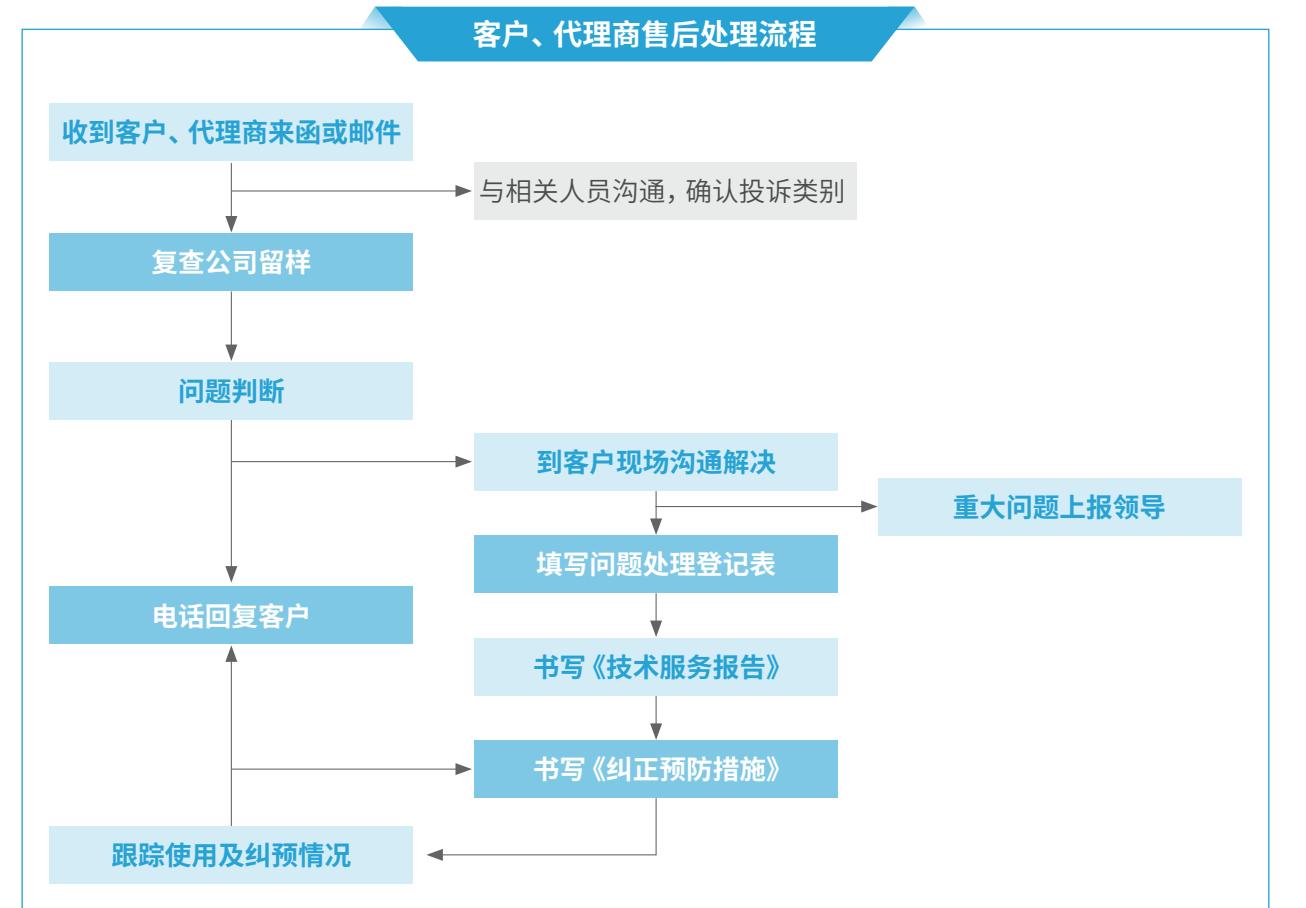 客户、代理商售后处理流程
收到客户、代理商来函或邮件
与相关人员沟通，确认投诉类别
复查公司留样
问题判断
到客户现场沟通解决
重大问题上报领导
填写问题处理登记表
电话回复客户
书写《技术服务报告》
书写《纠正预防措施》
跟踪使用及纠预情况